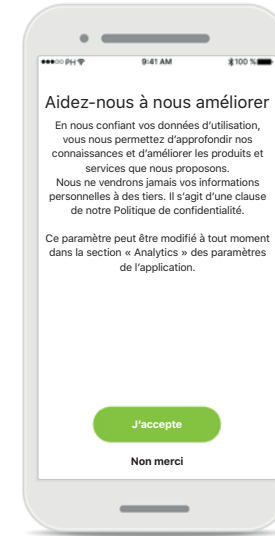 PH 9:41 AM 100 %
Aidez-nous à nous améliorer
En nous confiant vos données d'utilisation,
vous nous permettez d'approfondir nos
connaissances et d'améliorer les produits et
services que nous proposons.
Nous ne vendrons jamais vos informations
personnelles à des tiers. Il s'agit d'une clause
de notre Politique de confidentialité.
Ce paramètre peut être modifié à tout moment
dans la section « Analytics » des paramètres
de l'application.
J'accepte
Non merci